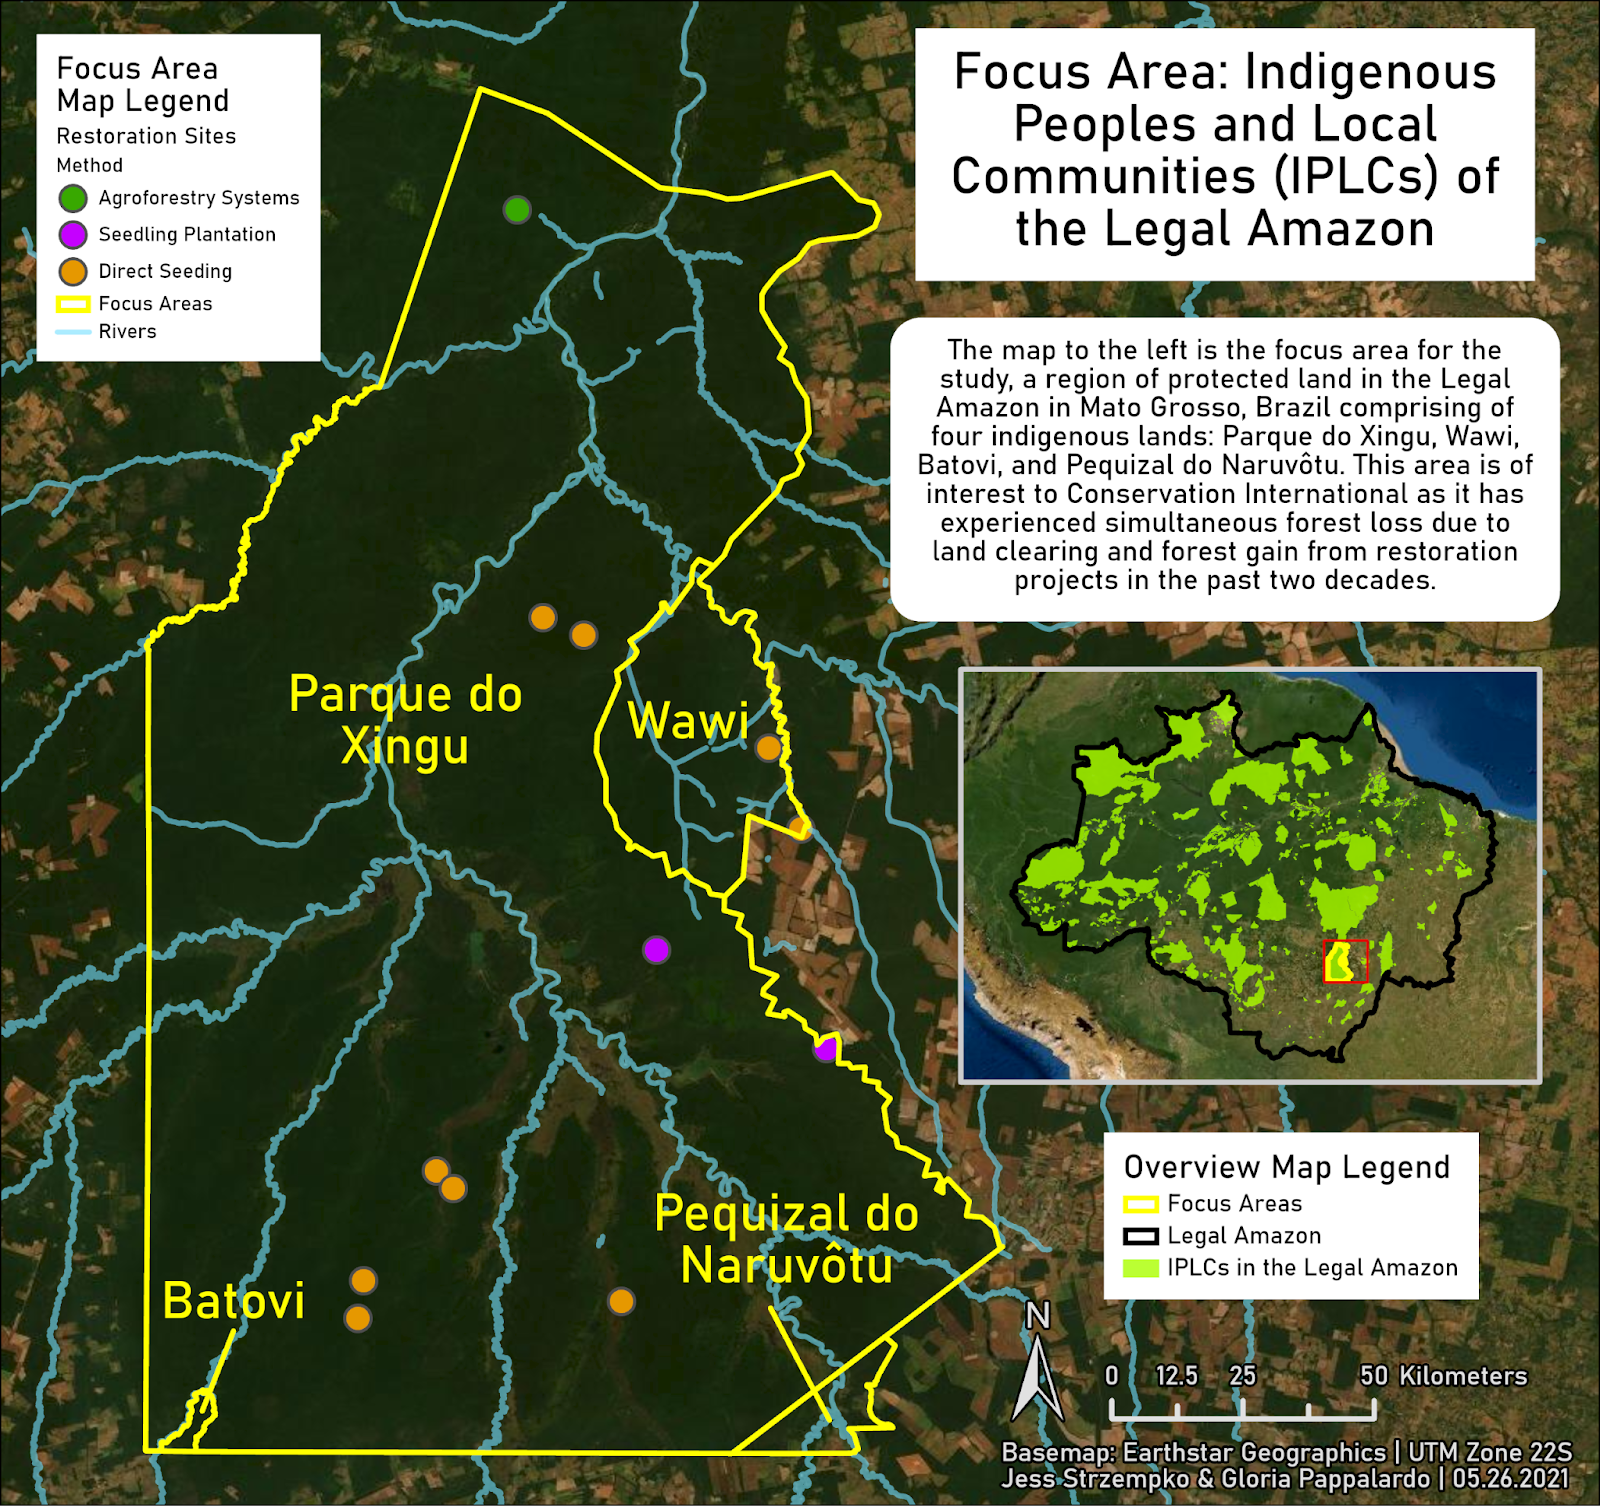 Focus Area
Map Legend
Restoration Sites
Method
Agroforestry Systems
Seedling Plantation
Direct Seeding
Focus Areas
Rivers
Focus Area: Indigenous
Peoples and Local
Communities (IPLCs) of
the Legal Amazon
The map to the left is the focus area for the
study, a region of protected land in the Legal
Amazon in Mato Grosso, Brazil comprising of
four indigenous lands: Parque do Xingu, Wawi,
Batovi, and Pequizal do Naruvôtu. This area is of
interest to Conservation International as it has
experienced simultaneous forest loss due to
land clearing and forest gain from restoration
projects in the past two decades.
Parque do
Xingu
Wawi
Pequizal do
Naruvôtu
Batovi
Overview Map Legend
Focus Areas
Legal Amazon
IPLCs in the Legal Amazon
N
0 12.5 25 50 Kilometers
Basemap: Earthstar Geographics | UTM Zone 22S
Jess Strzempko & Gloria Pappalardo | 05.26.2021